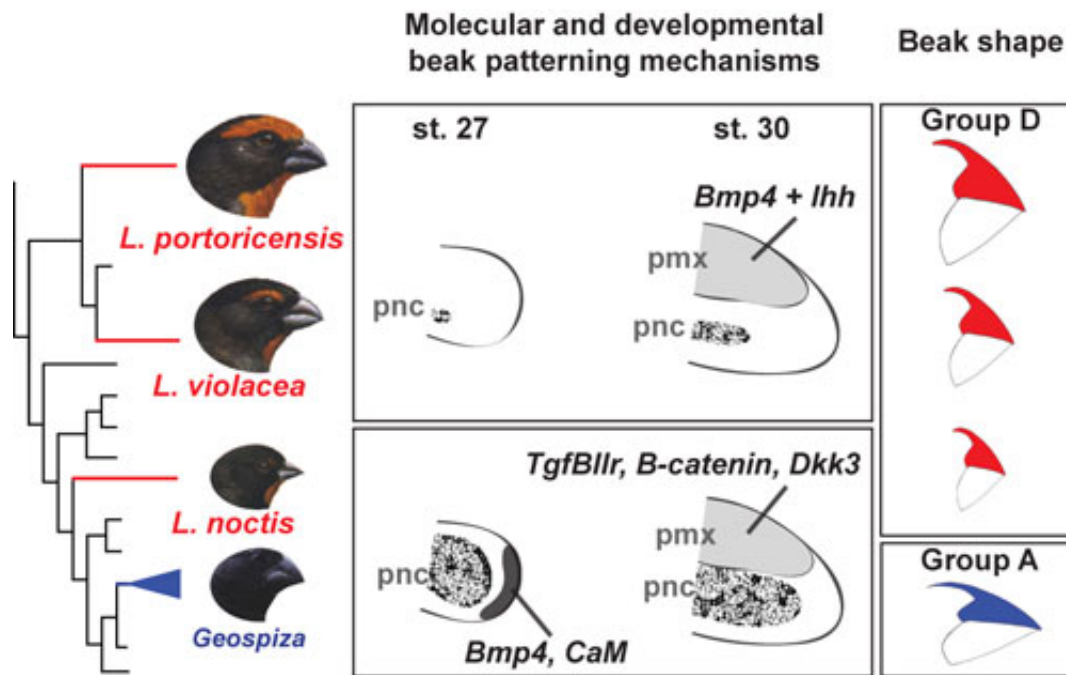 Molecular and developmental
beak patterning mechanisms
Beak shape
st. 27
st. 30
Group D
Bmp4 + Ihh
pmx
pnc
pnc
L. portoricensis
L. violacea
L. noctis
Geospiza
TgfBIIr, B-catenin, Dkk3
pmx
pnc
pnc
Bmp4, CaM
Group A